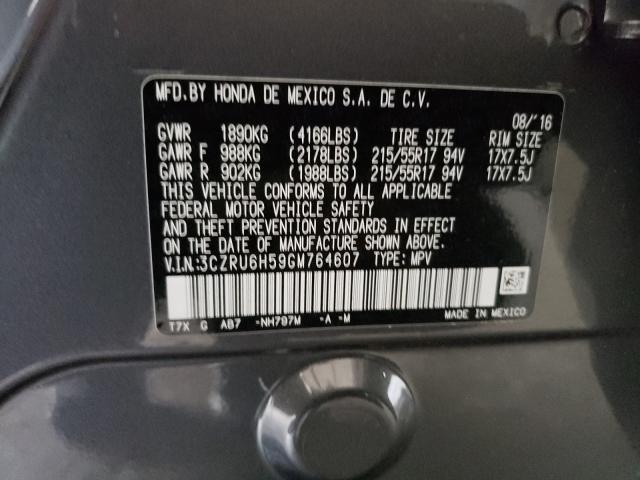 MFD.BY HONDA DE MEXICO S.A. DE C.V.
08/'16
GVWR 1890KG (4166LBS) TIRE SIZE RIM SIZE
GAWR F 988KG (2178LBS) 215/55R17 94V 17X7.5J
GAWR R 902KG (1988LBS) 215/55R17 94V 17X7.5J
THIS VEHICLE CONFORMS TO ALL APPLICABLE
FEDERAL MOTOR VEHICLE SAFETY
AND THEFT PREVENTION STANDARDS IN EFFECT
ON THE DATE OF MANUFACTURE SHOWN ABOVE.
V.I.N:3CZRU6H59GM764607 TYPE: MPV
T7X G AB7 -NH797M -A -M MADE IN MEXICO